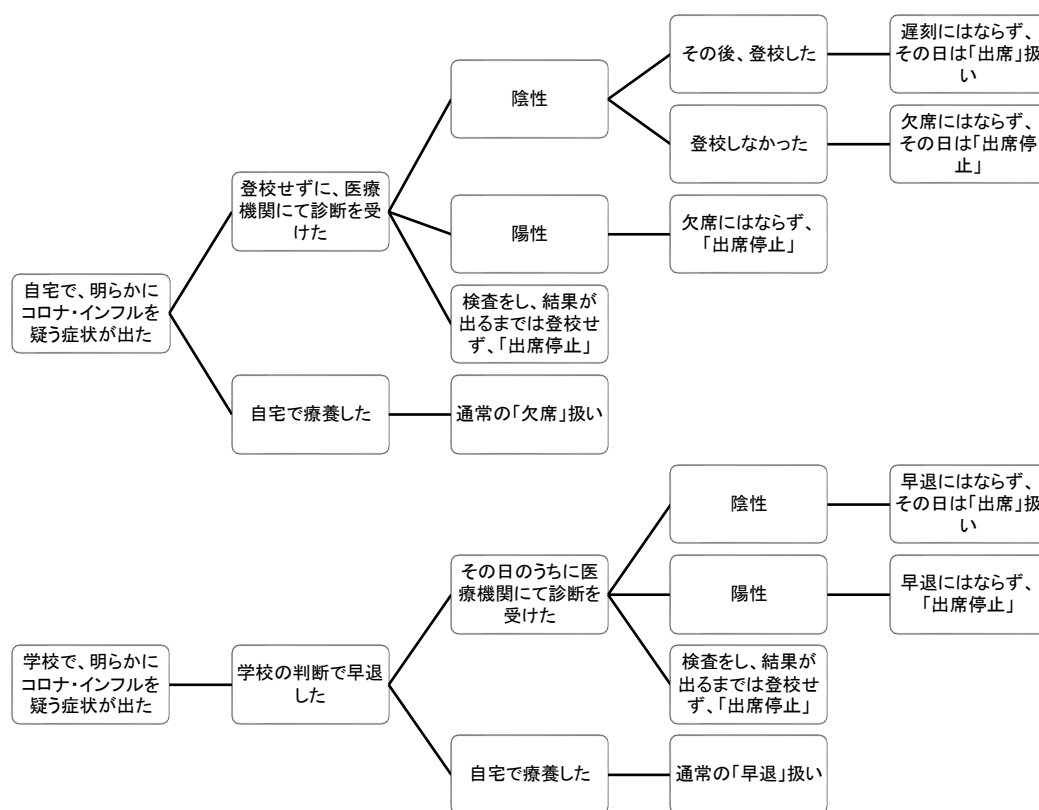 自宅で、明らかに
コロナ・インフルを
疑う症状が出た
登校せずに、医療
機関にて診断を受
けた
陰性
その後、登校した
遅刻にはならず、
その日は「出席」扱
い
登校しなかった
欠席にはならず、
その日は「出席停
止」
陽性
欠席にはならず、
「出席停止」
検査をし、結果が
出るまでは登校せ
ず、「出席停止」
自宅で療養した
通常の「欠席」扱い
学校で、明らかに
コロナ・インフルを
疑う症状が出た
学校の判断で早退
した
その日のうちに医
療機関にて診断を
受けた
陰性
早退にはならず、
その日は「出席」扱
い
陽性
早退にはならず、
「出席停止」
検査をし、結果が
出るまでは登校せ
ず、「出席停止」
自宅で療養した
通常の「早退」扱い